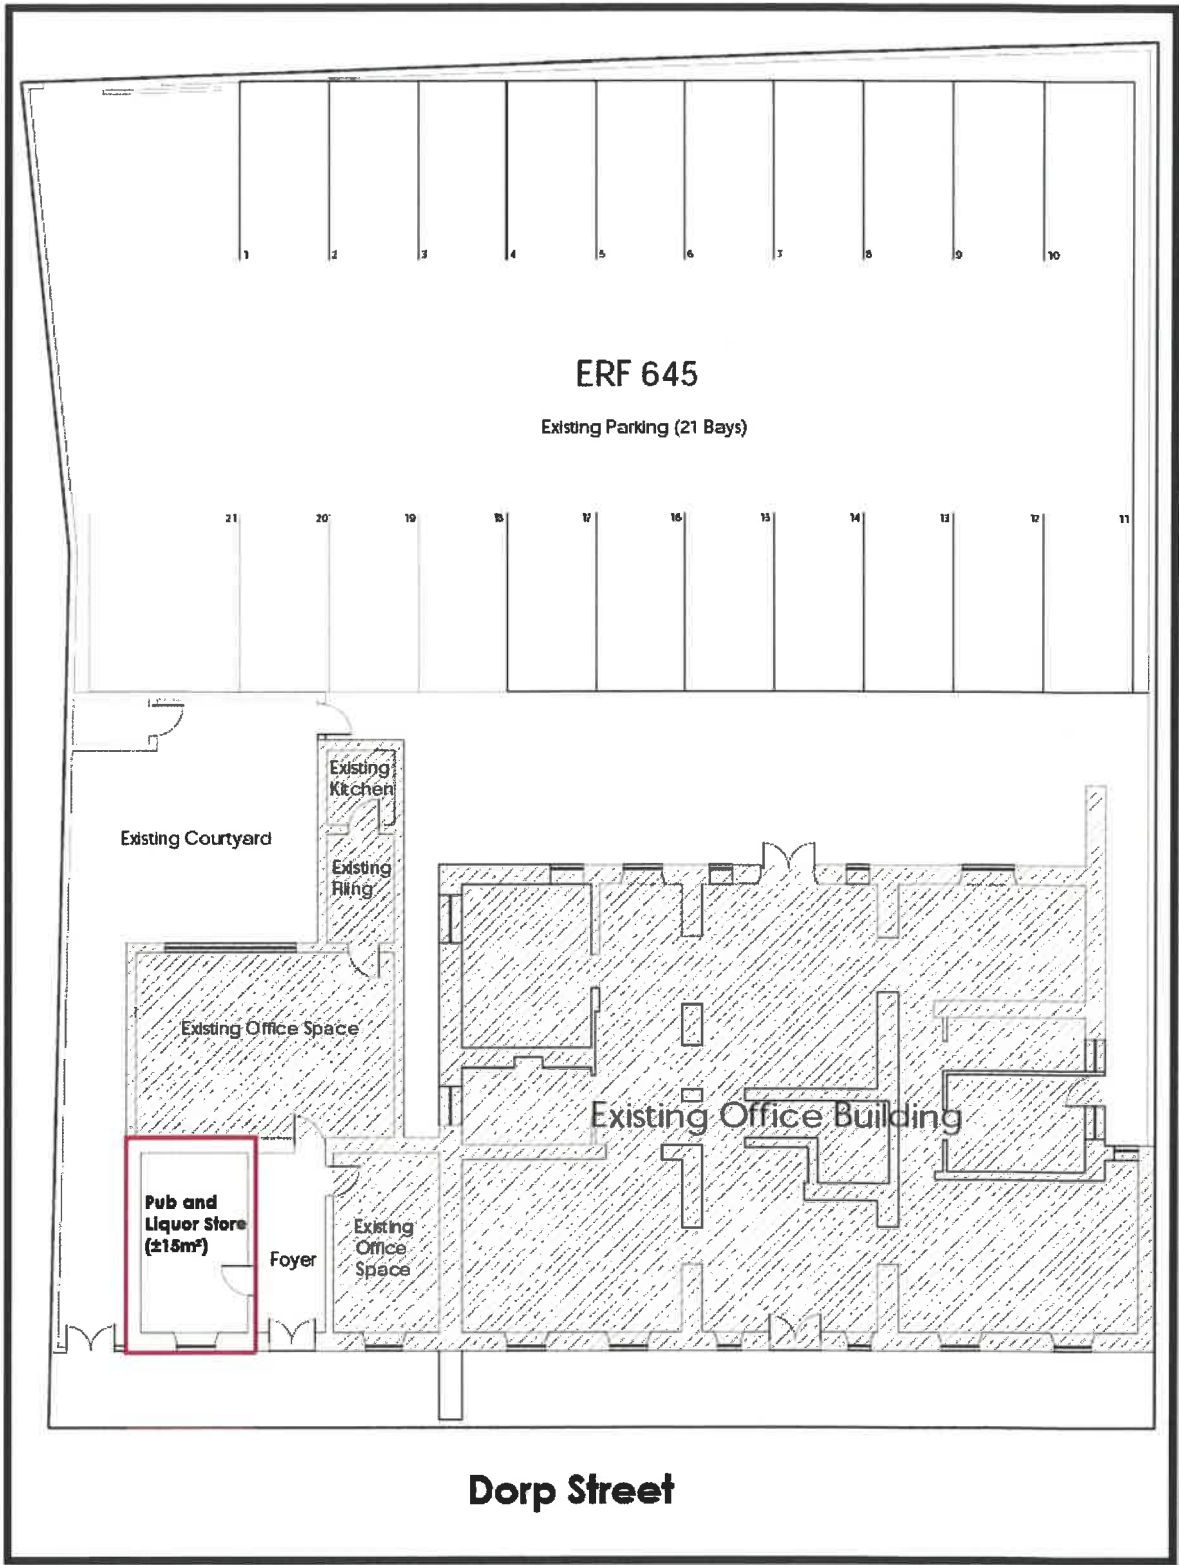 1
2
3
4
5
6
7
8
9
10
ERF 645
Existing Parking (21 Bays)
21
20
19
18
17
16
15
14
13
12
11
Existing
Kitchen
Existing Courtyard
Existing
Filing
Existing Office Space
Existing Office Building
Pub and
Liquor Store
(±15m²)
Foyer
Existing
Office
Space
Dorp Street